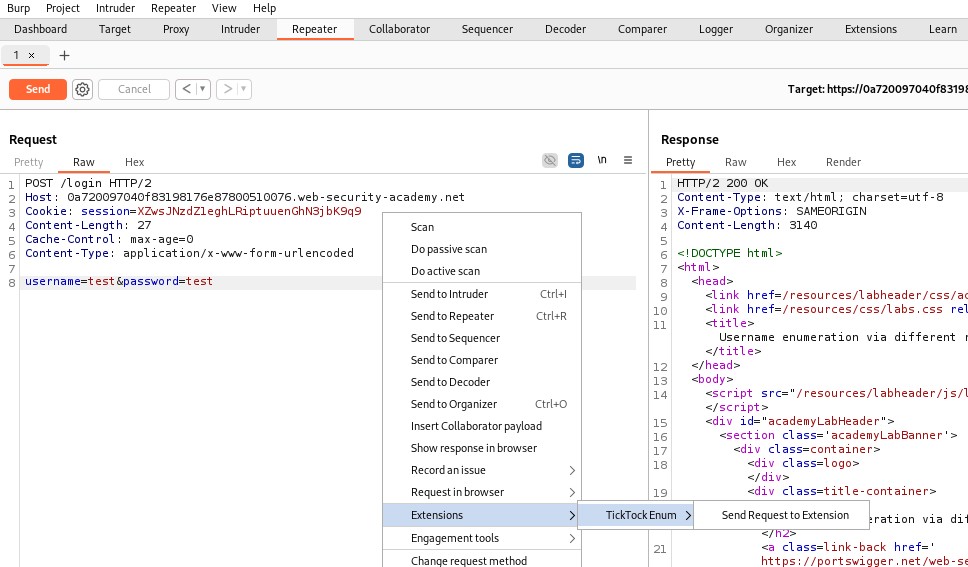 Burp Project Intruder Repeater View Help
Dashboard Target Proxy Intruder Repeater Collaborator Sequencer Decoder Comparer Logger Organizer Extensions Learn
1 × +
Send Cancel < ▾ > ▾ Target: https://0a720097040f83198
Request
Pretty Raw Hex \n ≡
1 POST /login HTTP/2
2 Host: 0a720097040f83198176e87800510076.web-security-academy.net
3 Cookie: session=XZwsJNzdZ1eghLRiptuuenGhN3jbK9q9
4 Content-Length: 27
5 Cache-Control: max-age=0
6 Content-Type: application/x-www-form-urlencoded
7
8 username=test&password=test
Scan
Do passive scan
Do active scan
Send to Intruder Ctrl+I
Send to Repeater Ctrl+R
Send to Sequencer
Send to Comparer
Send to Decoder
Send to Organizer Ctrl+O
Insert Collaborator payload
Show response in browser
Record an issue >
Request in browser >
Extensions >
Engagement tools >
Change request method
TickTock Enum >
Send Request to Extension
Response
Pretty Raw Hex Render
1 HTTP/2 200 OK
2 Content-Type: text/html; charset=utf-8
3 X-Frame-Options: SAMEORIGIN
4 Content-Length: 3140
5
6 <!DOCTYPE html>
7 <html>
8 <head>
9 <link href=/resources/labheader/css/ac
10 <link href=/resources/css/labs.css rel
11 <title>
Username enumeration via different r
</title>
12 </head>
13 <body>
14 <script src="/resources/labheader/js/l
</script>
15 <div id="academyLabHeader">
16 <section class='academyLabBanner'>
17 <div class=container>
18 <div class=logo>
</div>
19 <div class=title-container>
eration via dif
</h2>
21 <a class=link-back href='
https://portswigger.net/web-se